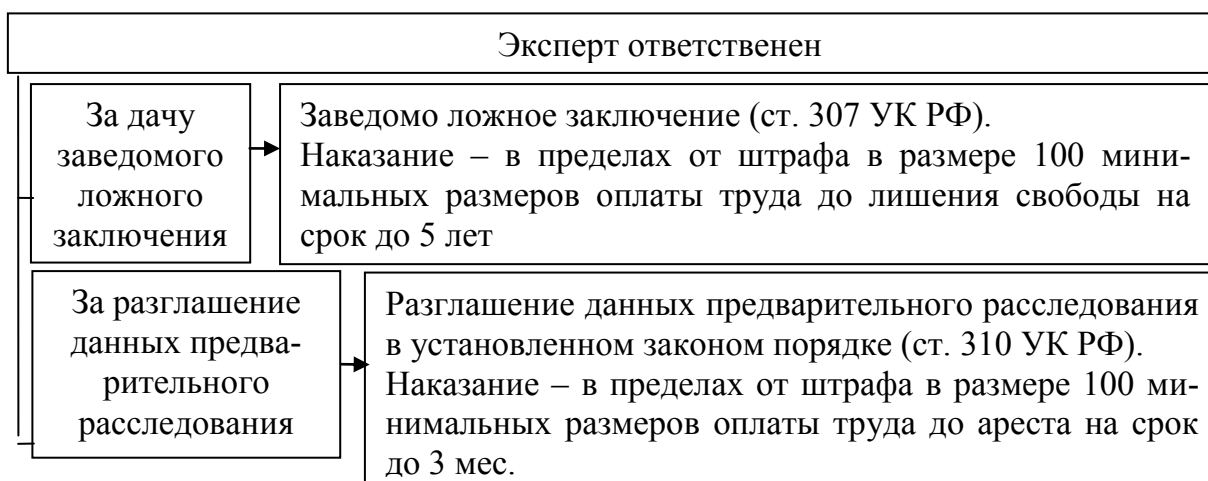 Эксперт ответственен
За дачу
заведомого
ложного
заключения
Заведомо ложное заключение (ст. 307 УК РФ).
Наказание – в пределах от штрафа в размере 100 мини-
мальных размеров оплаты труда до лишения свободы на
срок до 5 лет
За разглашение
данных предва-
рительного
расследования
Разглашение данных предварительного расследования
в установленном законом порядке (ст. 310 УК РФ).
Наказание – в пределах от штрафа в размере 100 ми-
нимальных размеров оплаты труда до ареста на срок
до 3 мес.